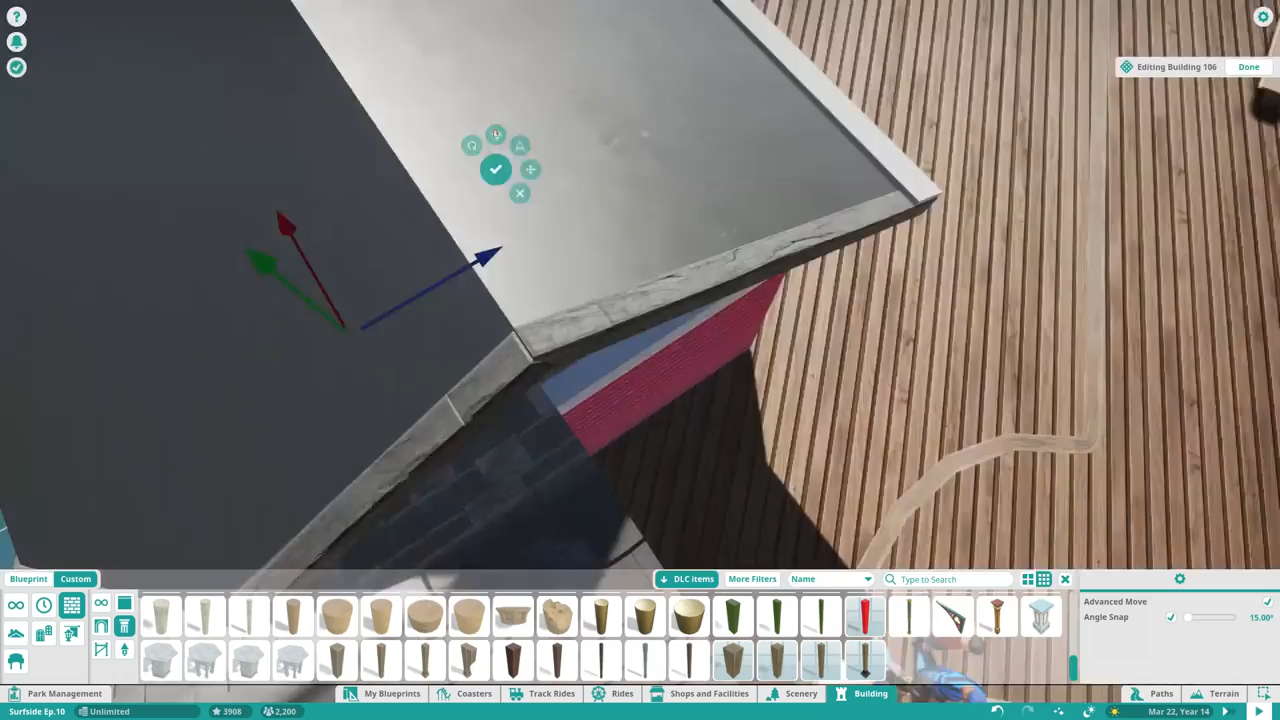 Editing Building 106 Done
Blueprint Custom DLC items More Filters Name Type to Search
Advanced Move
Angle Snap 15.00°
Park Management My Blueprints Coasters Track Rides Rides Shops and Facilities Scenery Building Paths Terrain
Surfside Ep.10 Unlimited 3908 2,200 Mar 22, Year 14